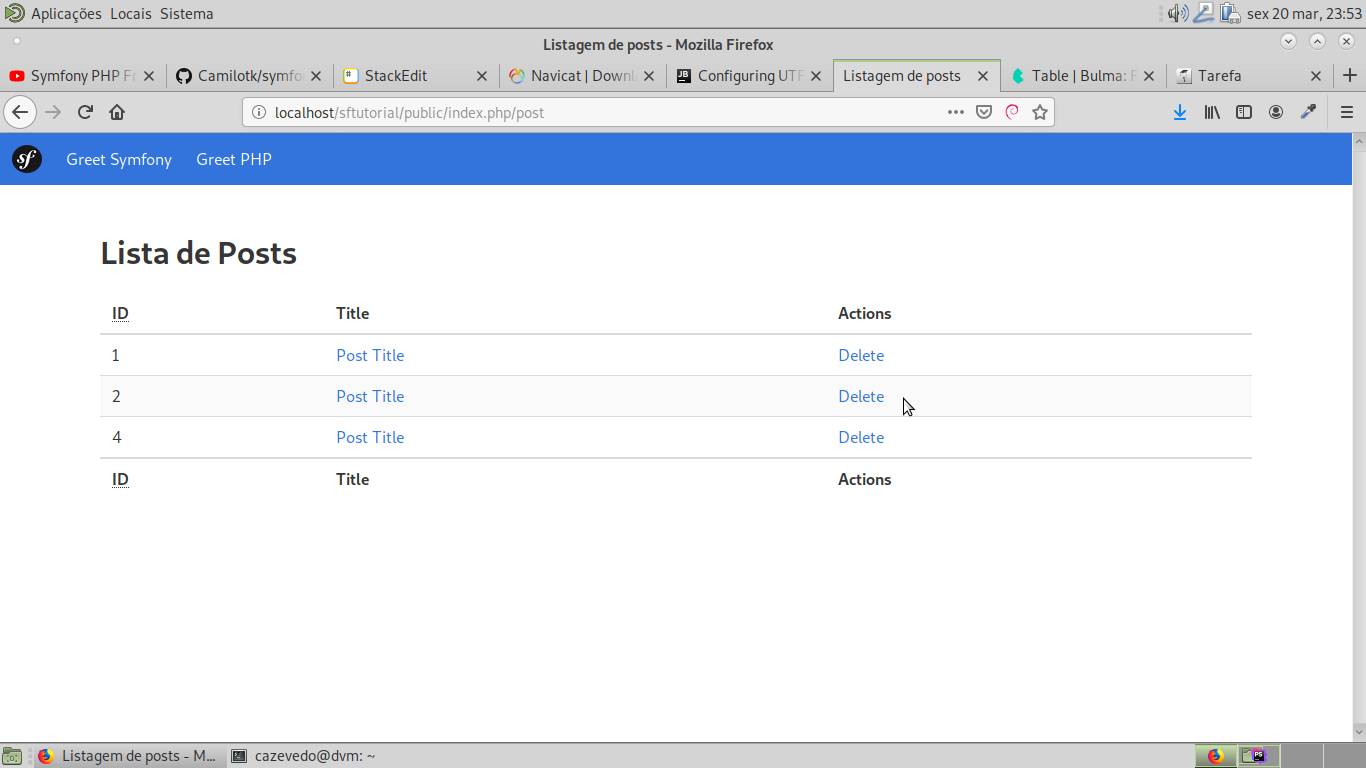 Aplicações Locais Sistema sex 20 mar, 23:53
Listagem de posts - Mozilla Firefox
Symfony PHP Fr Camilotk/symfo StackEdit Navicat | Downl Configuring UTF Listagem de posts Table | Bulma: F Tarefa
localhost/sftutorial/public/index.php/post
sf Greet Symfony Greet PHP
Lista de Posts
ID Title Actions
1 Post Title Delete
2 Post Title Delete
4 Post Title Delete
ID Title Actions
Listagem de posts - M... cazevedo@dvm: ~